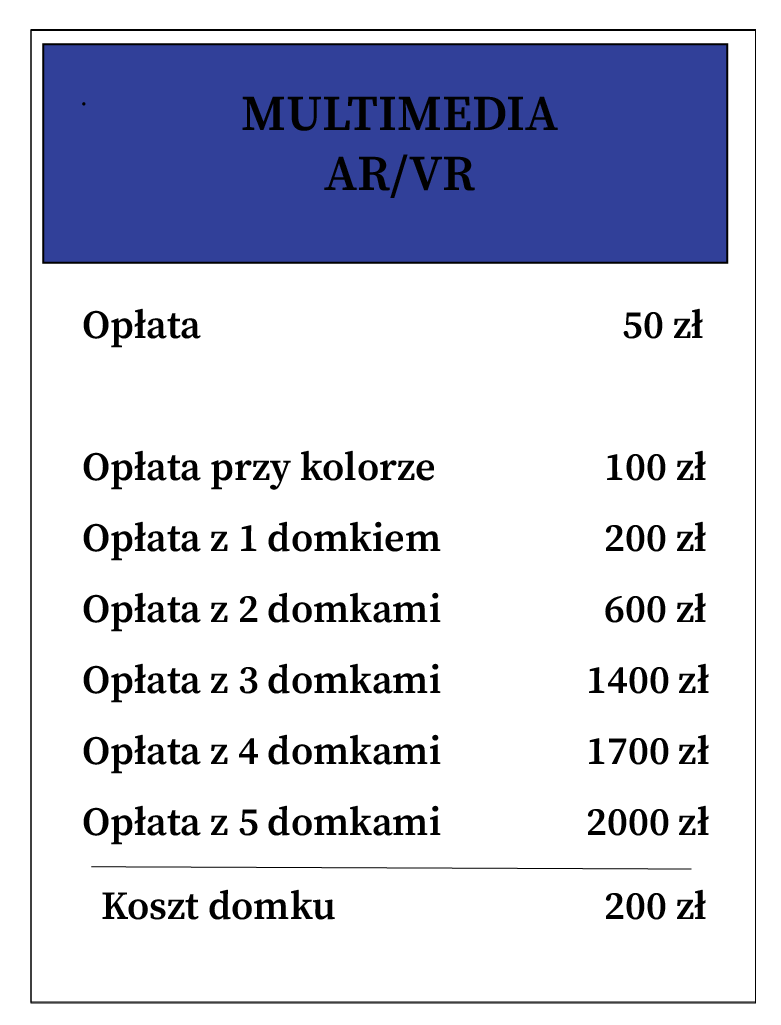 MULTIMEDIA
AR/VR
Opłata 50 zł
Opłata przy kolorze 100 zł
Opłata z 1 domkiem 200 zł
Opłata z 2 domkami 600 zł
Opłata z 3 domkami 1400 zł
Opłata z 4 domkami 1700 zł
Opłata z 5 domkami 2000 zł
Koszt domku 200 zł